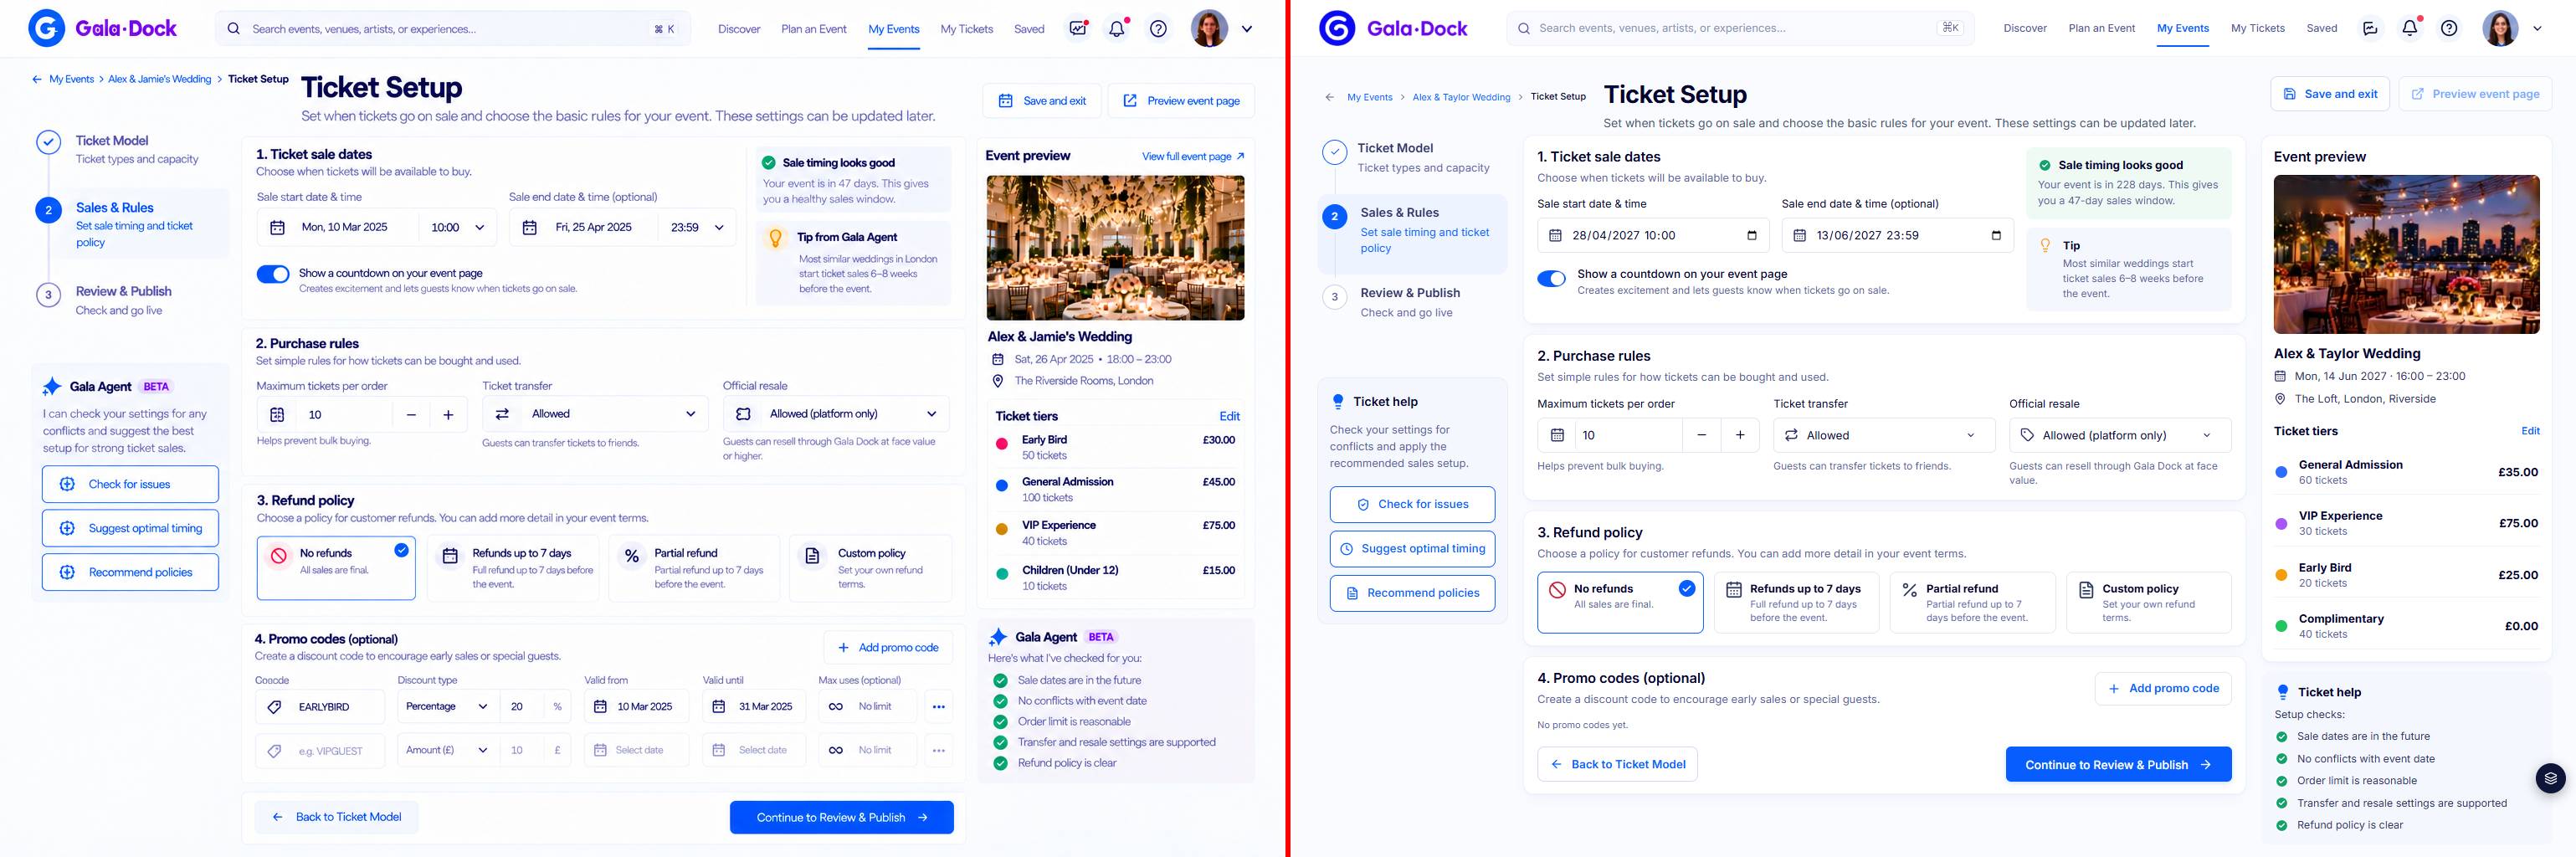 Gala·Dock
Search events, venues, artists, or experiences...
⌘ K
Discover
Plan an Event
My Events
My Tickets
Saved
My Events > Alex & Jamie's Wedding > Ticket Setup
Ticket Setup
Set when tickets go on sale and choose the basic rules for your event. These settings can be updated later.
Save and exit
Preview event page
Ticket Model
Ticket types and capacity
2
Sales & Rules
Set sale timing and ticket
policy
3
Review & Publish
Check and go live
Gala Agent BETA
I can check your settings for any
conflicts and suggest the best
setup for strong ticket sales.
Check for issues
Suggest optimal timing
Recommend policies
1. Ticket sale dates
Choose when tickets will be available to buy.
Sale start date & time
Mon, 10 Mar 2025
10:00
Sale end date & time (optional)
Fri, 25 Apr 2025
23:59
Show a countdown on your event page
Creates excitement and lets guests know when tickets go on sale.
Sale timing looks good
Your event is in 47 days. This gives
you a healthy sales window.
Tip from Gala Agent
Most similar weddings in London
start ticket sales 6–8 weeks
before the event.
2. Purchase rules
Set simple rules for how tickets can be bought and used.
Maximum tickets per order
10
− +
Helps prevent bulk buying.
Ticket transfer
Allowed
Guests can transfer tickets to friends.
Official resale
Allowed (platform only)
Guests can resell through Gala Dock at face value
or higher.
3. Refund policy
Choose a policy for customer refunds. You can add more detail in your event terms.
No refunds
All sales are final.
Refunds up to 7 days
Full refund up to 7 days before
the event.
%
Partial refund
Partial refund up to 7 days
before the event.
Custom policy
Set your own refund
terms.
4. Promo codes (optional)
Create a discount code to encourage early sales or special guests.
+ Add promo code
Cocode
Discount type
Valid from
Valid until
Max uses (optional)
EARLYBIRD
Percentage
20
%
10 Mar 2025
31 Mar 2025
∞ No limit
•••
e.g. VIPGUEST
Amount (£)
10
£
Select date
Select date
∞ No limit
•••
← Back to Ticket Model
Continue to Review & Publish →
Event preview
View full event page ↗
Alex & Jamie's Wedding
Sat, 26 Apr 2025 • 18:00 – 23:00
The Riverside Rooms, London
Ticket tiers
Edit
Early Bird £30.00
50 tickets
General Admission £45.00
100 tickets
VIP Experience £75.00
40 tickets
Children (Under 12) £15.00
10 tickets
Gala Agent BETA
Here's what I've checked for you:
Sale dates are in the future
No conflicts with event date
Order limit is reasonable
Transfer and resale settings are supported
Refund policy is clear
Gala·Dock
Search events, venues, artists, or experiences...
⌘K
Discover
Plan an Event
My Events
My Tickets
Saved
← My Events > Alex & Taylor Wedding > Ticket Setup
Ticket Setup
Set when tickets go on sale and choose the basic rules for your event. These settings can be updated later.
Save and exit
Preview event page
Ticket Model
Ticket types and capacity
2
Sales & Rules
Set sale timing and ticket
policy
3
Review & Publish
Check and go live
Ticket help
Check your settings for
conflicts and apply the
recommended sales setup.
Check for issues
Suggest optimal timing
Recommend policies
1. Ticket sale dates
Choose when tickets will be available to buy.
Sale start date & time
28/04/2027 10:00
Sale end date & time (optional)
13/06/2027 23:59
Show a countdown on your event page
Creates excitement and lets guests know when tickets go on sale.
Sale timing looks good
Your event is in 228 days. This gives
you a 47-day sales window.
Tip
Most similar weddings start
ticket sales 6–8 weeks before
the event.
2. Purchase rules
Set simple rules for how tickets can be bought and used.
Maximum tickets per order
10
− +
Helps prevent bulk buying.
Ticket transfer
Allowed
Guests can transfer tickets to friends.
Official resale
Allowed (platform only)
Guests can resell through Gala Dock at face
value.
3. Refund policy
Choose a policy for customer refunds. You can add more detail in your event terms.
No refunds
All sales are final.
Refunds up to 7 days
Full refund up to 7 days
before the event.
%
Partial refund
Partial refund up to 7
days before the event.
Custom policy
Set your own refund
terms.
4. Promo codes (optional)
Create a discount code to encourage early sales or special guests.
+ Add promo code
No promo codes yet.
← Back to Ticket Model
Continue to Review & Publish →
Event preview
Alex & Taylor Wedding
Mon, 14 Jun 2027 · 16:00 – 23:00
The Loft, London, Riverside
Ticket tiers
Edit
General Admission £35.00
60 tickets
VIP Experience £75.00
30 tickets
Early Bird £25.00
20 tickets
Complimentary £0.00
40 tickets
Ticket help
Setup checks:
Sale dates are in the future
No conflicts with event date
Order limit is reasonable
Transfer and resale settings are supported
Refund policy is clear